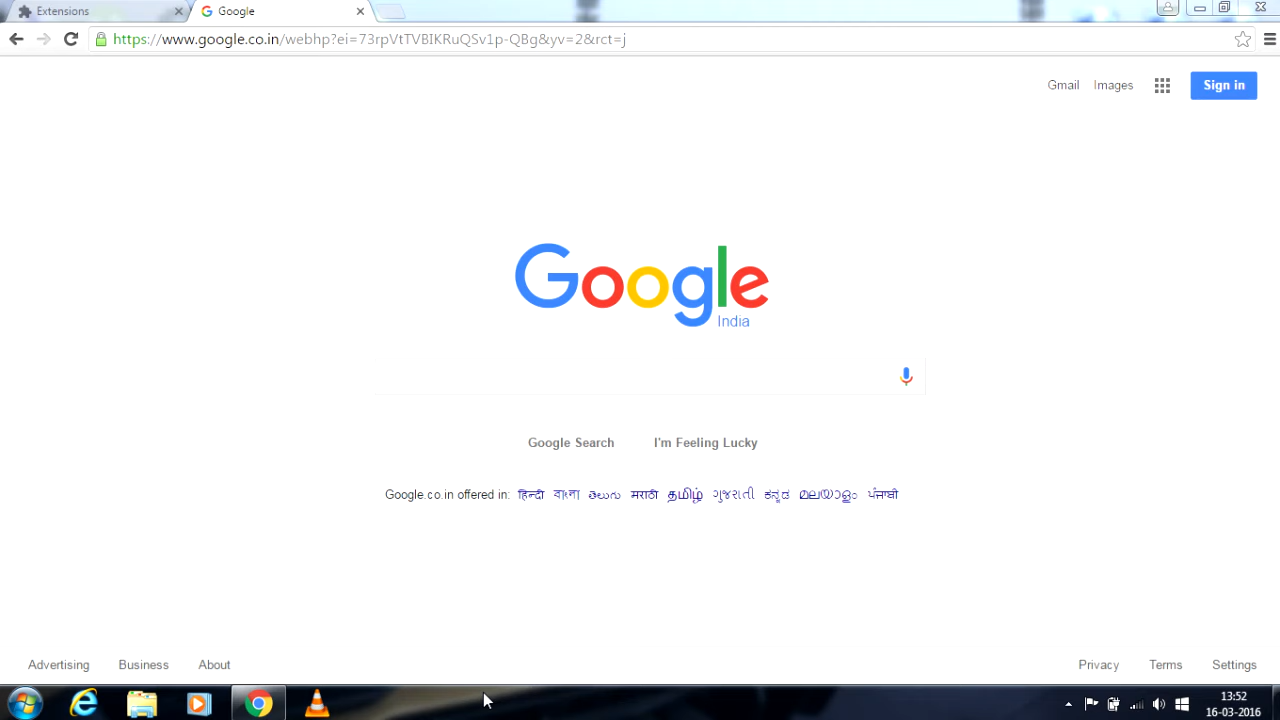 Extensions
Google
https://www.google.co.in/webhp?ei=73rpVtTVBIKRuQSv1p-QBg&yv=2&rct=j
Gmail Images Sign in
Google
India
Google Search I'm Feeling Lucky
Google.co.in offered in: हिन्दी বাংলা తెలుగు मराठी தமிழ் ગુજરાતી ಕನ್ನಡ മലയാളം ਪੰਜਾਬੀ
Advertising Business About Privacy Terms Settings
13:52
16-03-2016